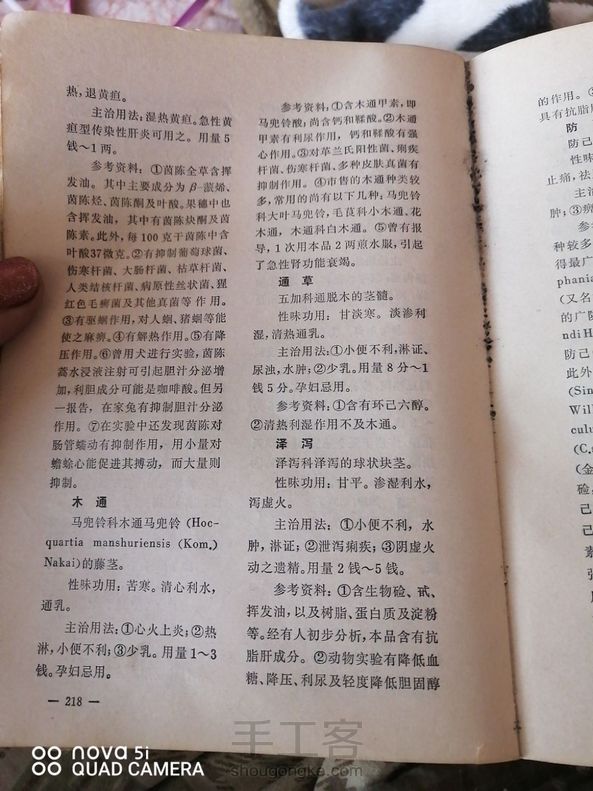 热，退黄疸。
主治用法：湿热黄疸。急性黄
疸型传染性肝炎可用之。用量5
钱～1两。
参考资料：①茵陈全草含挥
发油。其中主要成分为β-蒎烯、
茵陈烃、茵陈酮及叶酸。果穗中也
含挥发油，其中有茵陈炔酮及茵
陈素。此外，每100克干茵陈中含
叶酸37微克。②有抑制葡萄球菌、
伤寒杆菌、大肠杆菌、枯草杆菌、
人类结核杆菌、病原性丝状菌、猩
红色毛癣菌及其他真菌等作用。
③有驱蛔作用，对人蛔、猪蛔等能
使之麻痹。④有解热作用。⑤有降
压作用。⑥曾用犬进行实验，茵陈
蒿水浸液注射可引起胆汁分泌增
加，利胆成分可能是咖啡酸。但另
一报告，在家兔有抑制胆汁分泌
作用。⑦在实验中还发现茵陈对
肠管蠕动有抑制作用，用小量对
蟾蜍心能促进其搏动，而大量则
抑制。
木通
马兜铃科木通马兜铃（Hoc-
quartia manshuriensis (Kom.)
Nakai)的藤茎。
性味功用：苦寒。清心利水，
通乳。
主治用法：①心火上炎；②热
淋，小便不利；③少乳。用量1～3
钱。孕妇忌用。
— 218 —
参考资料：①含木通甲素，即
马兜铃酸；尚含钙和鞣酸。②木通
甲素有利尿作用，钙和鞣酸有强
心作用。③对革兰氏阳性菌、痢疾
杆菌、伤寒杆菌、多种皮肤真菌有
抑制作用。④市售的木通种类较
多，常用的尚有以下几种：马兜铃
科大叶马兜铃，毛茛科小木通、花
木通，木通科白木通。⑤曾有报
导，1次用本品2两煎水服，引起
了急性肾功能衰竭。
通草
五加科通脱木的茎髓。
性味功用：甘淡寒。淡渗利
湿，清热通乳。
主治用法：①小便不利，淋证、
尿浊，水肿；②少乳。用量8分～1
钱5分。孕妇忌用。
参考资料：①含有环己六醇。
②清热利湿作用不及木通。
泽泻
泽泻科泽泻的球状块茎。
性味功用：甘平。渗湿利水，
泻虚火。
主治用法：①小便不利，水
肿，淋证；②泄泻痢疾；③阴虚火
动之遗精。用量2钱～5钱。
参考资料：①含生物硷、甙、
挥发油，以及树脂、蛋白质及淀粉
等。经有人初步分析，本品含有抗
脂肝成分。②动物实验有降低血
糖、降压、利尿及轻度降低胆固醇
的作用。
具有抗脂
防
防己
性味
止痛，祛
主治
肿；③
参考
种较多
得最广
phania
(又名
的广
ndi H
防己
此外
(Sin
Will
culu
(C.
(金
验，
己
己
手工客
shougongke.com
nova 5i
QUAD CAMERA